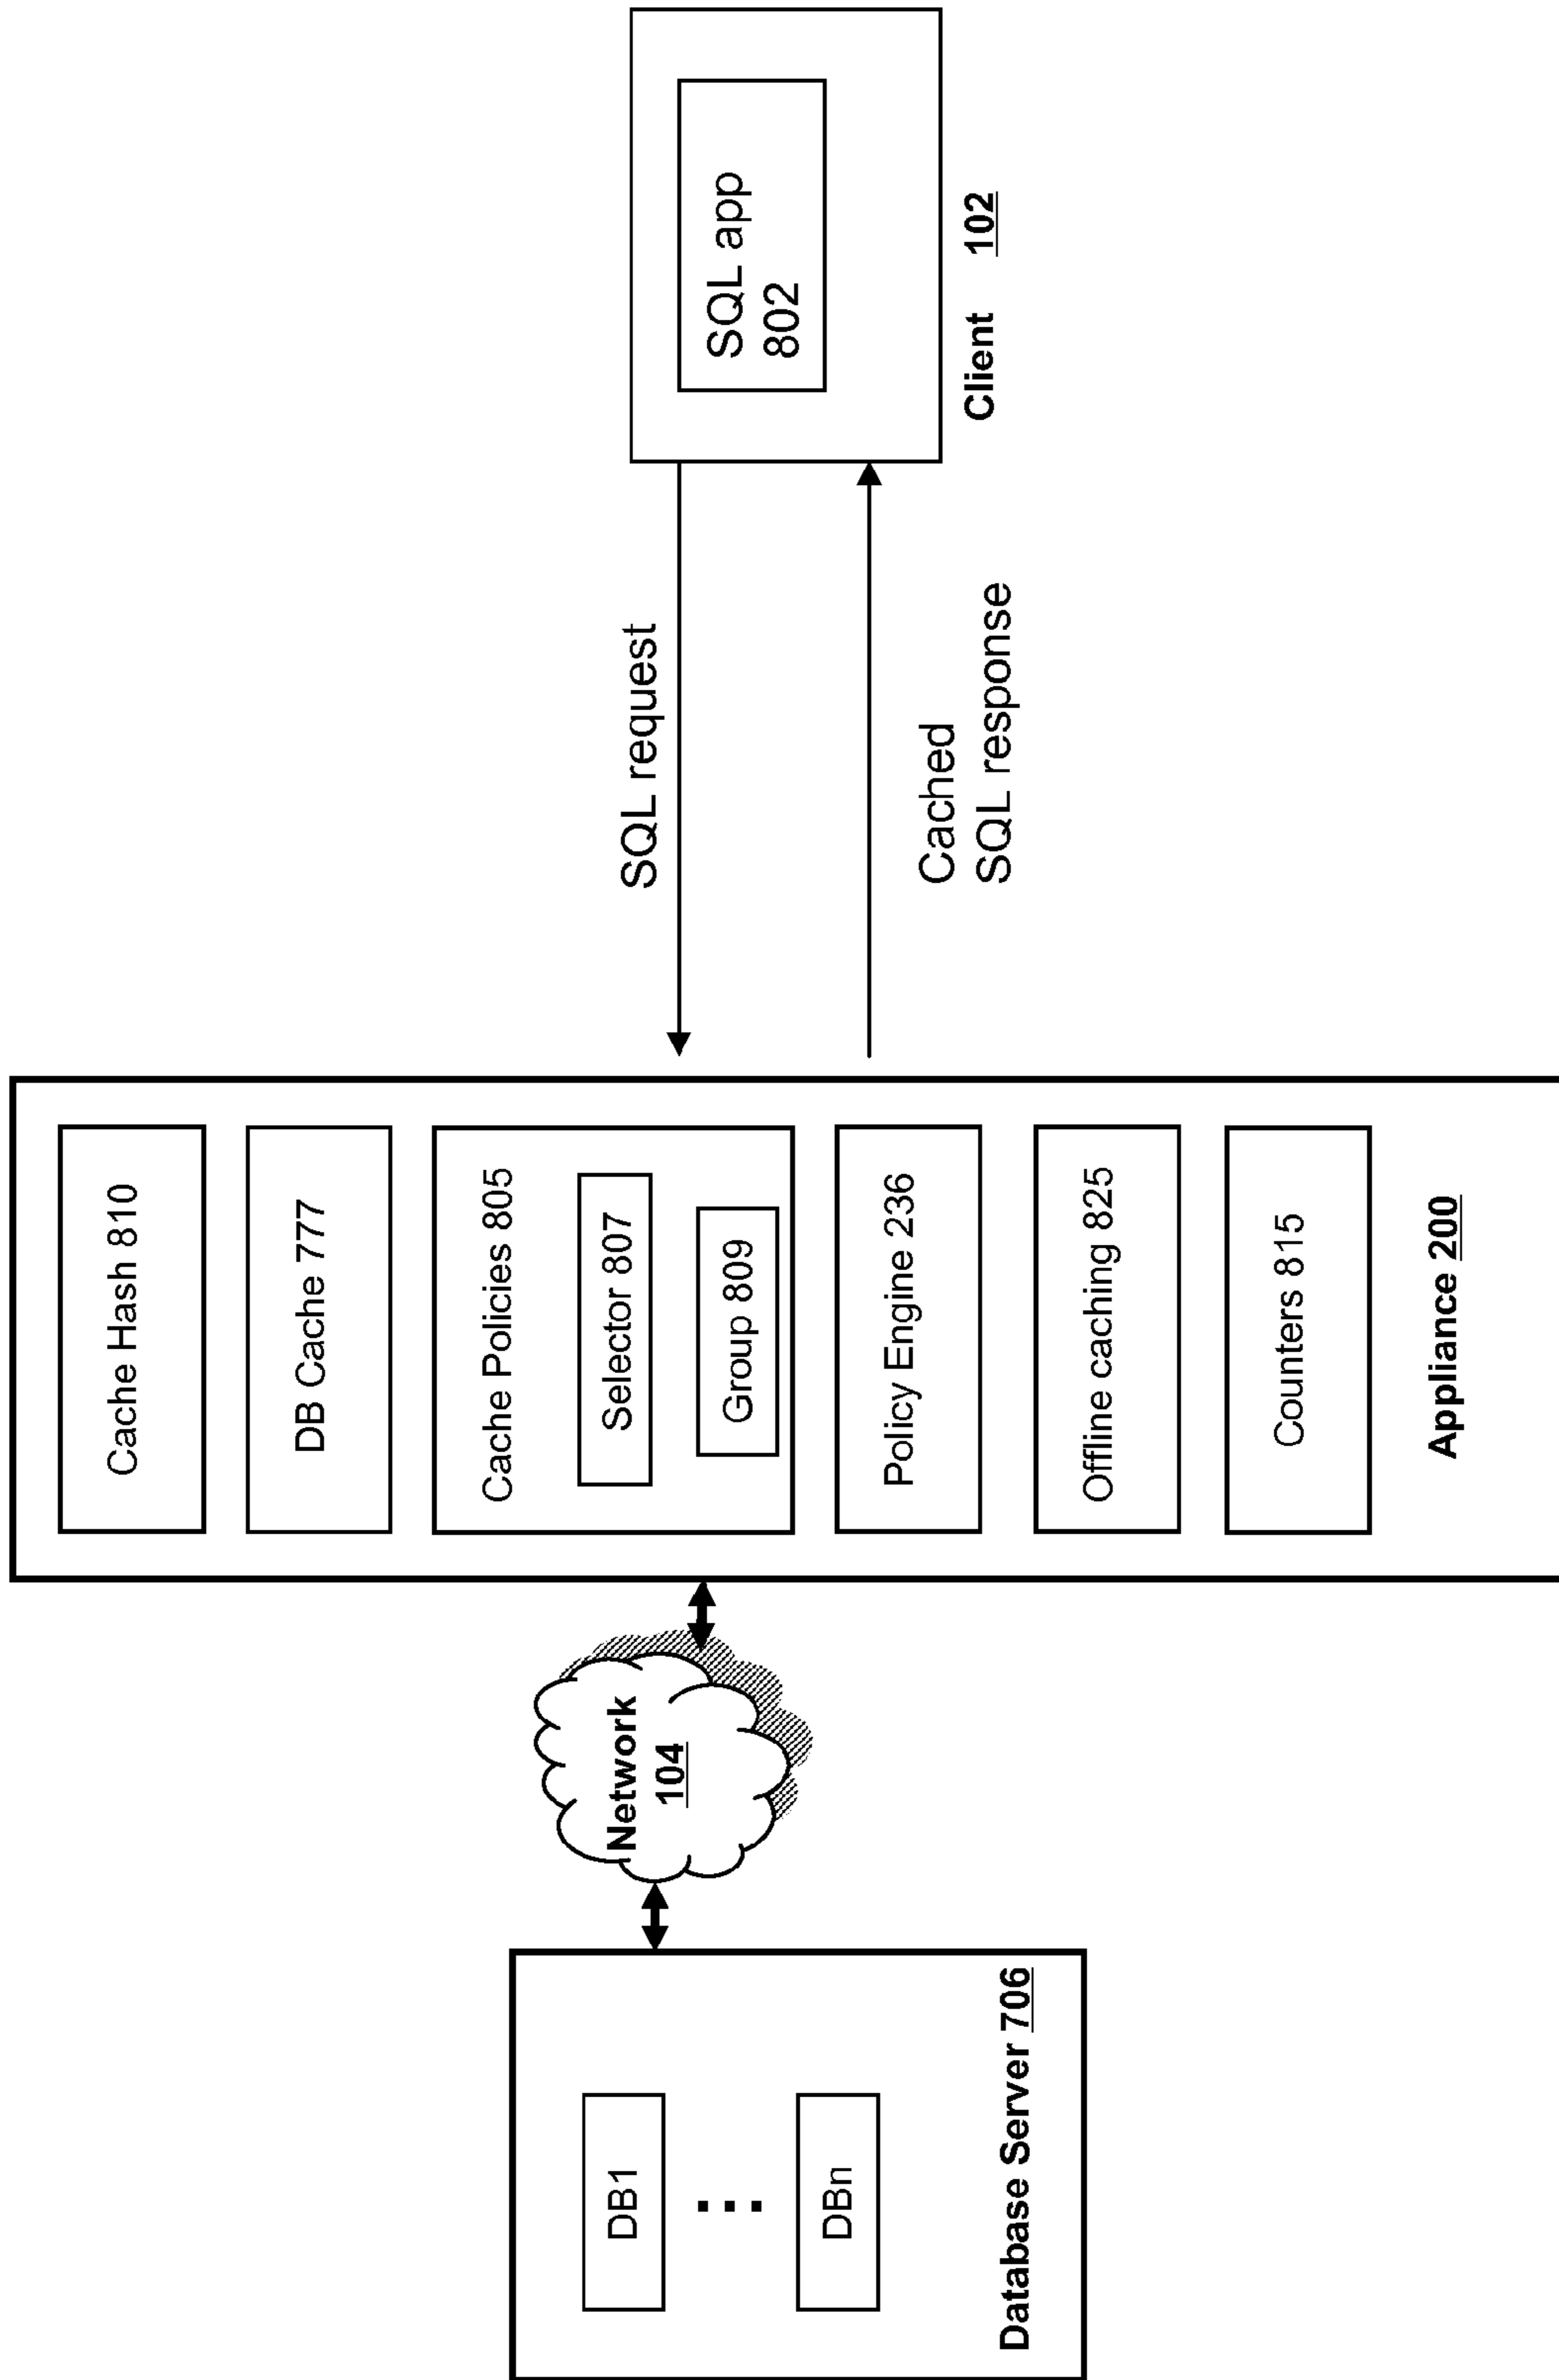 SQL app
802
Client 102
SQL request
Cached
SQL response
Cache Hash 810
DB Cache 777
Cache Policies 805
Selector 807
Group 809
Policy Engine 236
Offline caching 825
Counters 815
Appliance 200
Network
104
DB1
DBn
Database Server 706